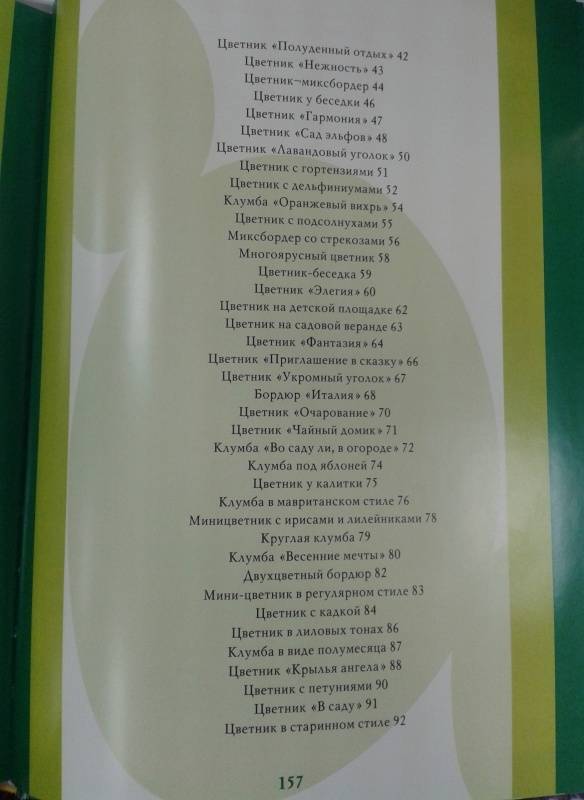 Цветник «Полуденный отдых» 42
Цветник «Нежность» 43
Цветник¬миксбордер 44
Цветник у беседки 46
Цветник «Гармония» 47
Цветник «Сад эльфов» 48
Цветник «Лавандовый уголок» 50
Цветник с гортензиями 51
Цветник с дельфиниумами 52
Клумба «Оранжевый вихрь» 54
Цветник с подсолнухами 55
Миксбордер со стрекозами 56
Многоярусный цветник 58
Цветник-беседка 59
Цветник «Элегия» 60
Цветник на детской площадке 62
Цветник на садовой веранде 63
Цветник «Фантазия» 64
Цветник «Приглашение в сказку» 66
Цветник «Укромный уголок» 67
Бордюр «Италия» 68
Цветник «Очарование» 70
Цветник «Чайный домик» 71
Клумба «Во саду ли, в огороде» 72
Клумба под яблоней 74
Цветник у калитки 75
Клумба в мавританском стиле 76
Миницветник с ирисами и лилейниками 78
Круглая клумба 79
Клумба «Весенние мечты» 80
Двухцветный бордюр 82
Мини-цветник в регулярном стиле 83
Цветник с кадкой 84
Цветник в лиловых тонах 86
Клумба в виде полумесяца 87
Цветник «Крылья ангела» 88
Цветник с петуниями 90
Цветник «В саду» 91
Цветник в старинном стиле 92
157